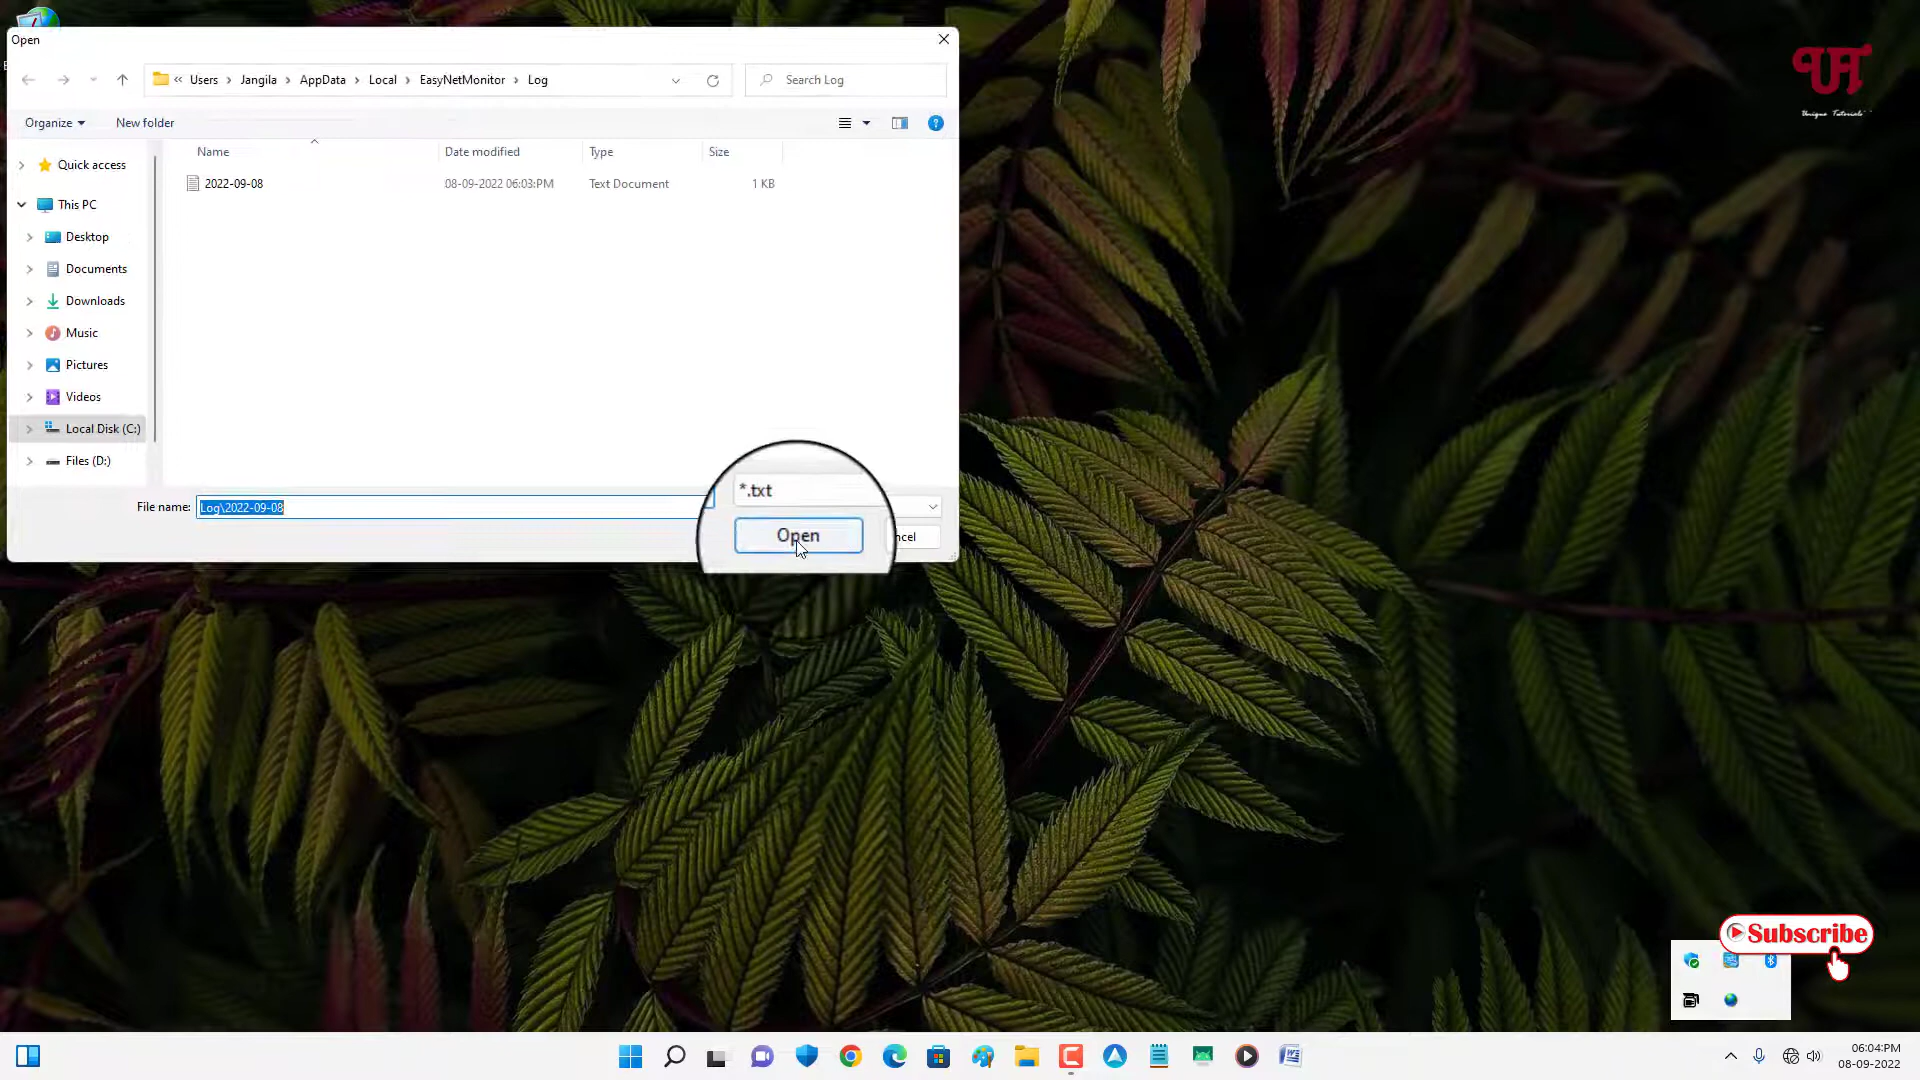 Open
Users
Jangila
AppData
Local
EasyNetMonitor
Log
Search Log
Organize
New folder
Name
Date modified
Type
Size
Quick access
2022-09-08
08-09-2022 06:03:PM
Text Document
1 KB
This PC
Desktop
Documents
Downloads
Music
Pictures
Videos
Local Disk (C:)
Files (D:)
File name:
Log\2022-09-08
*.txt
Open
ncel
UT
Unique Tutorials
Subscribe
06:04:PM
08-09-2022